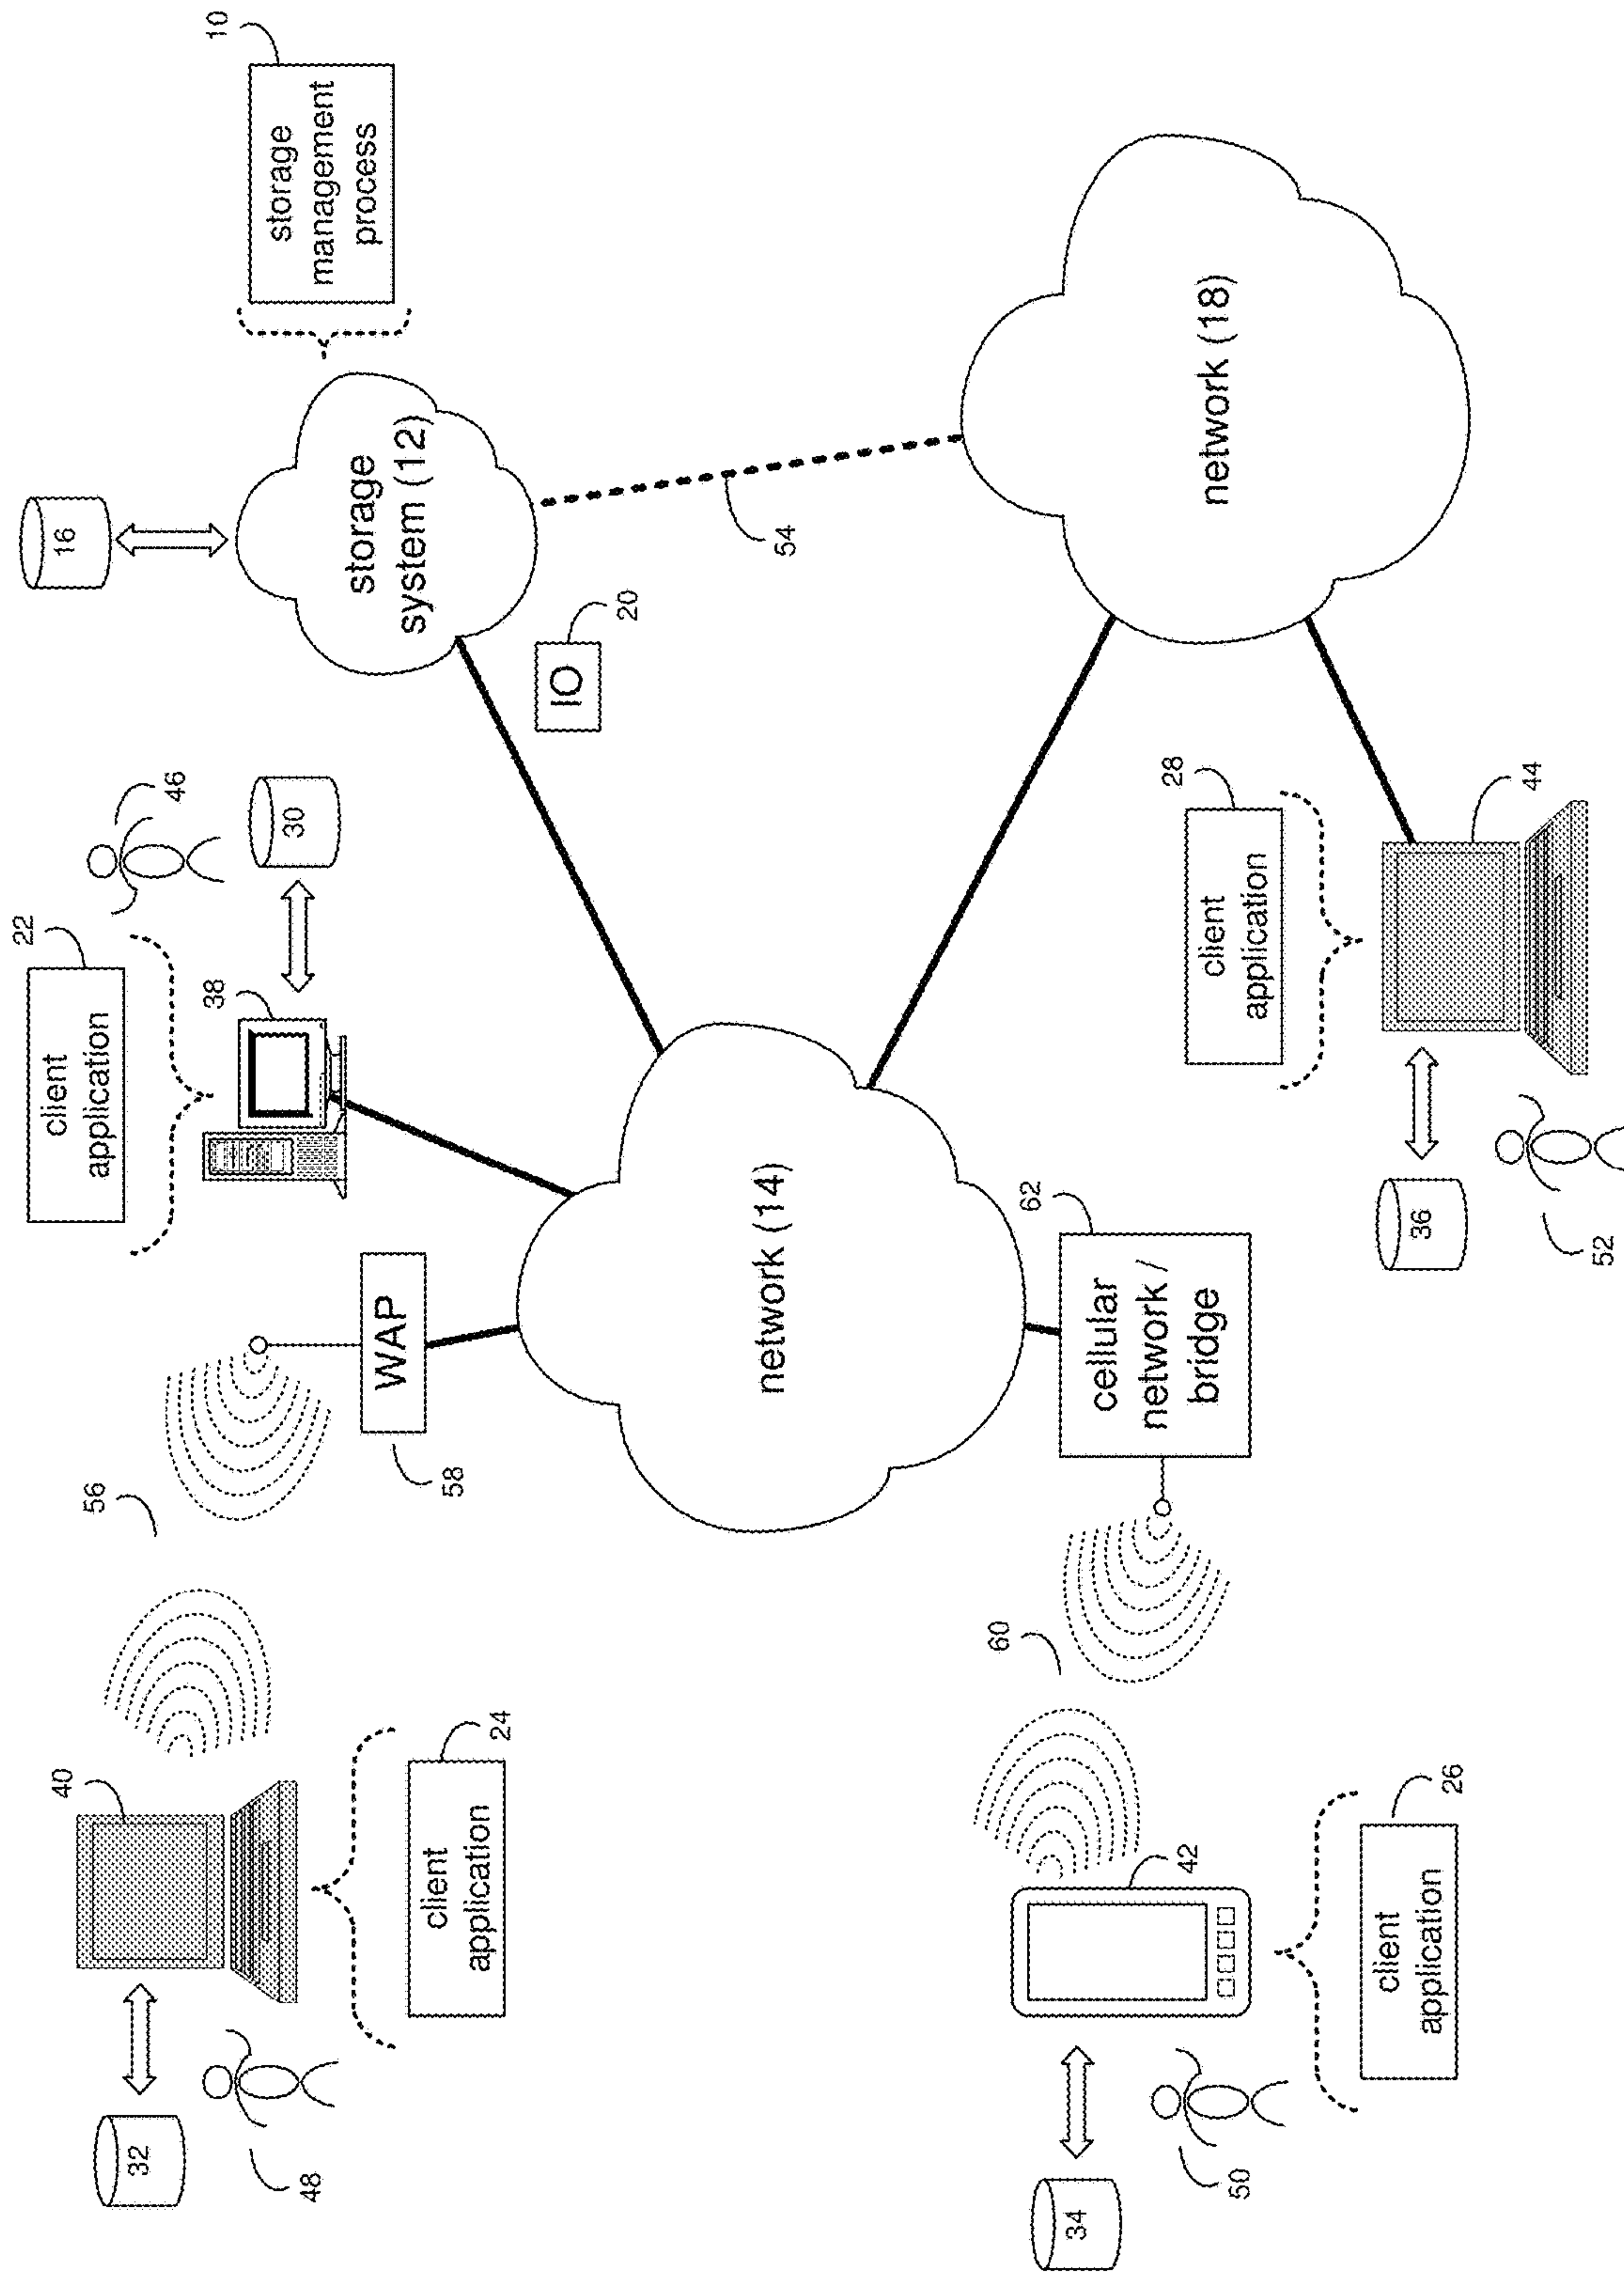 32
48
40
client
application
24
56
58
WAP
client
application
22
38
46
30
16
storage
system (12)
IO
20
10
storage
management
process
54
network (14)
network (18)
34
50
42
60
62
cellular
network /
bridge
client
application
26
36
52
client
application
28
44